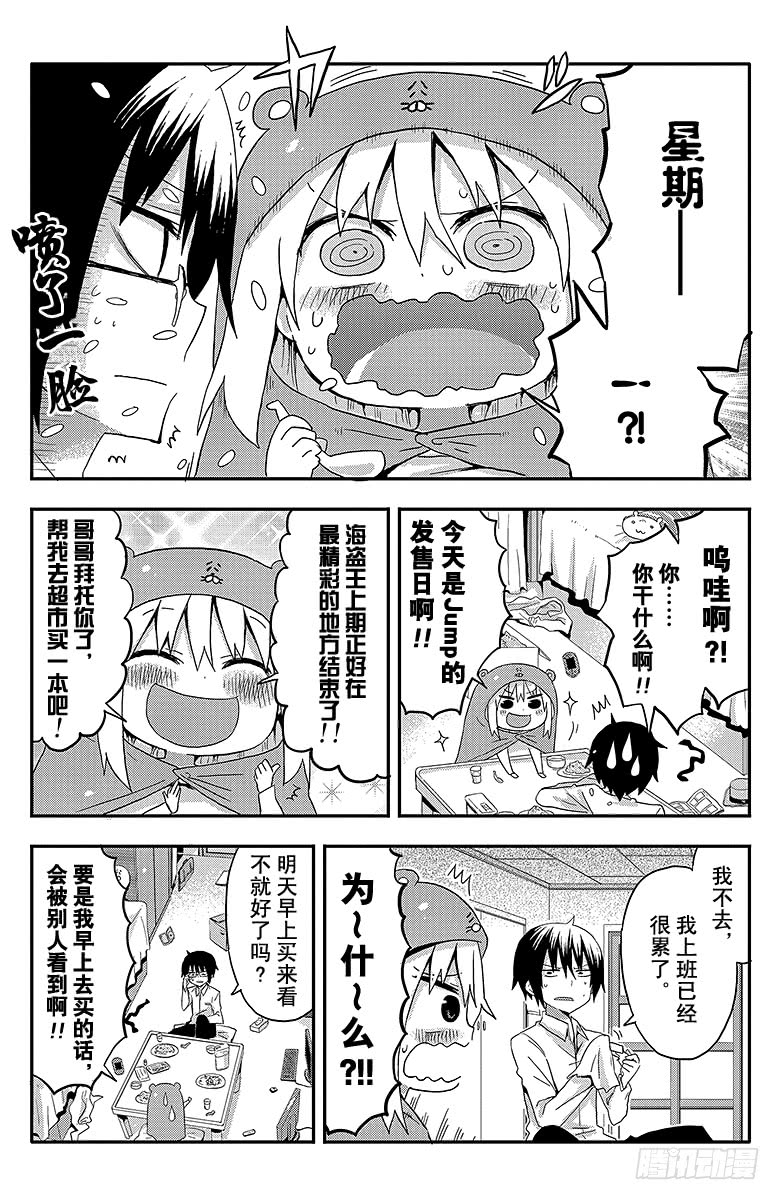 星期一
一?!
喷了一脸
呜哇啊?!
你……
你干什么啊!!
今天是Jump的
发售日啊!!
海盗王上期正好在
最精彩的地方结束了!!
哥哥拜托你了,
帮我去超市买一本吧!
我不去,
我上班已经
很累了。
为～什～么?!!
明天早上买来看
不就好了吗?
要是我早上去买的话,
会被别人看到啊!!
腾讯动漫